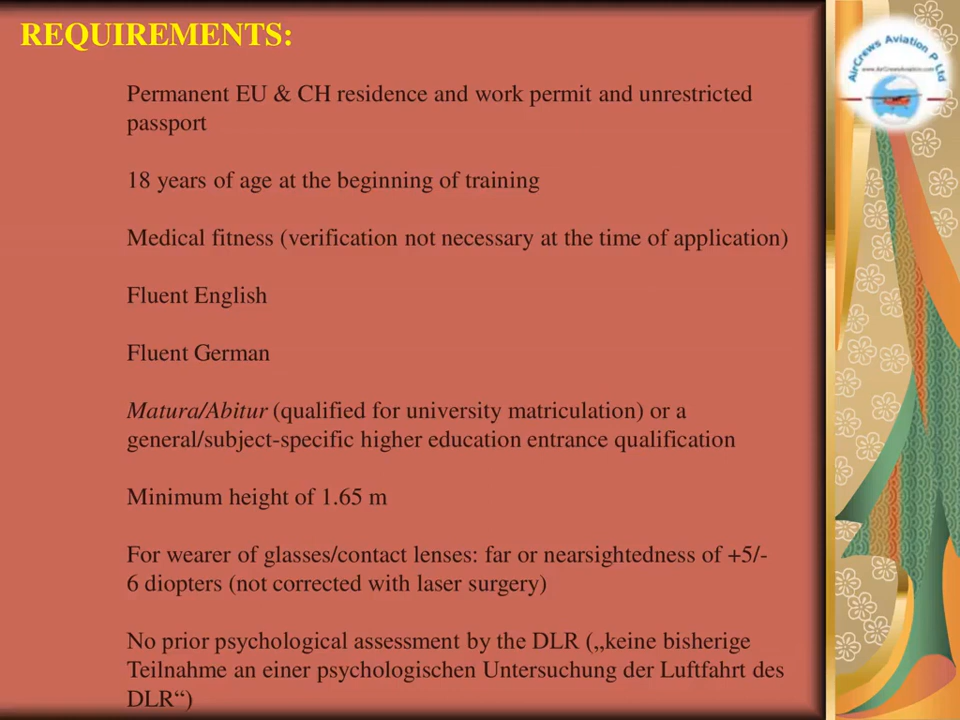 REQUIREMENTS:
AirCrews Aviation P Ltd
www.AirCrewsAviation.com
Permanent EU & CH residence and work permit and unrestricted
passport
18 years of age at the beginning of training
Medical fitness (verification not necessary at the time of application)
Fluent English
Fluent German
Matura/Abitur (qualified for university matriculation) or a
general/subject-specific higher education entrance qualification
Minimum height of 1.65 m
For wearer of glasses/contact lenses: far or nearsightedness of +5/-
6 diopters (not corrected with laser surgery)
No prior psychological assessment by the DLR („keine bisherige
Teilnahme an einer psychologischen Untersuchung der Luftfahrt des
DLR“)